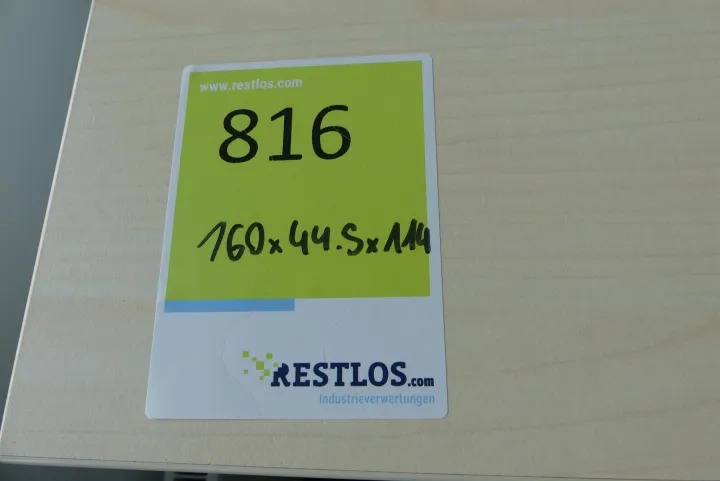 www.restlos.com
816
160x44.5x114
RESTLOS.com
Industrieverwertungen